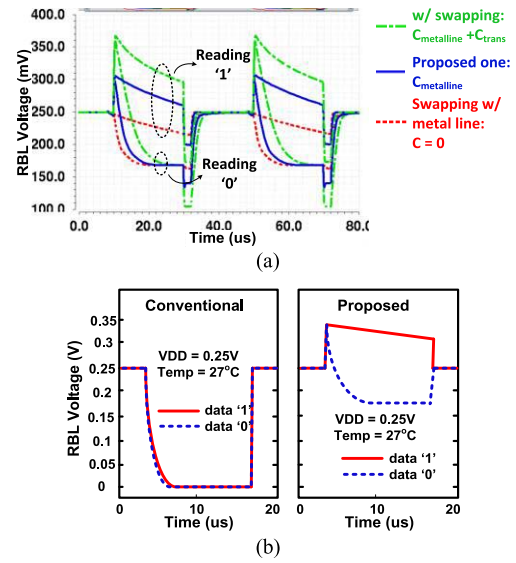 (a)
400.0
350.0
300.0
250.0
200.0
150.0
100.0
RBL Voltage (mV)
Reading
'1'
Reading
'0'
0.0
20.0
40.0
60.0
80.0
Time (us)
w/ swapping:
Cmetalline +Ctrans
Proposed one:
Cmetalline
Swapping w/
metal line:
C = 0
(a)
RBL Voltage (V)
0.35
0.3
0.25
0.2
0.15
0.1
0.05
0
Conventional
VDD = 0.25V
Temp = 27°C
data '1'
data '0'
0
10
20
Time (us)
Proposed
VDD = 0.25V
Temp = 27°C
data '1'
data '0'
0
10
20
Time (us)
(b)